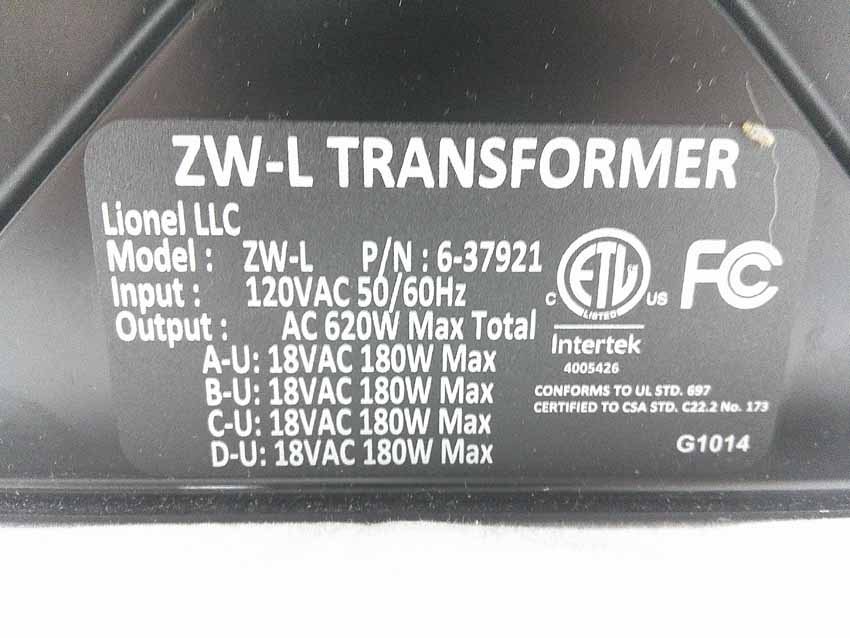 ZW-L TRANSFORMER
Lionel LLC
Model : ZW-L P/N : 6-37921
Input : 120VAC 50/60Hz
Output : AC 620W Max Total
A-U: 18VAC 180W Max
B-U: 18VAC 180W Max
C-U: 18VAC 180W Max
D-U: 18VAC 180W Max
C ETL US
LISTED
Intertek
4005426
FC
CONFORMS TO UL STD. 697
CERTIFIED TO CSA STD. C22.2 No. 173
G1014